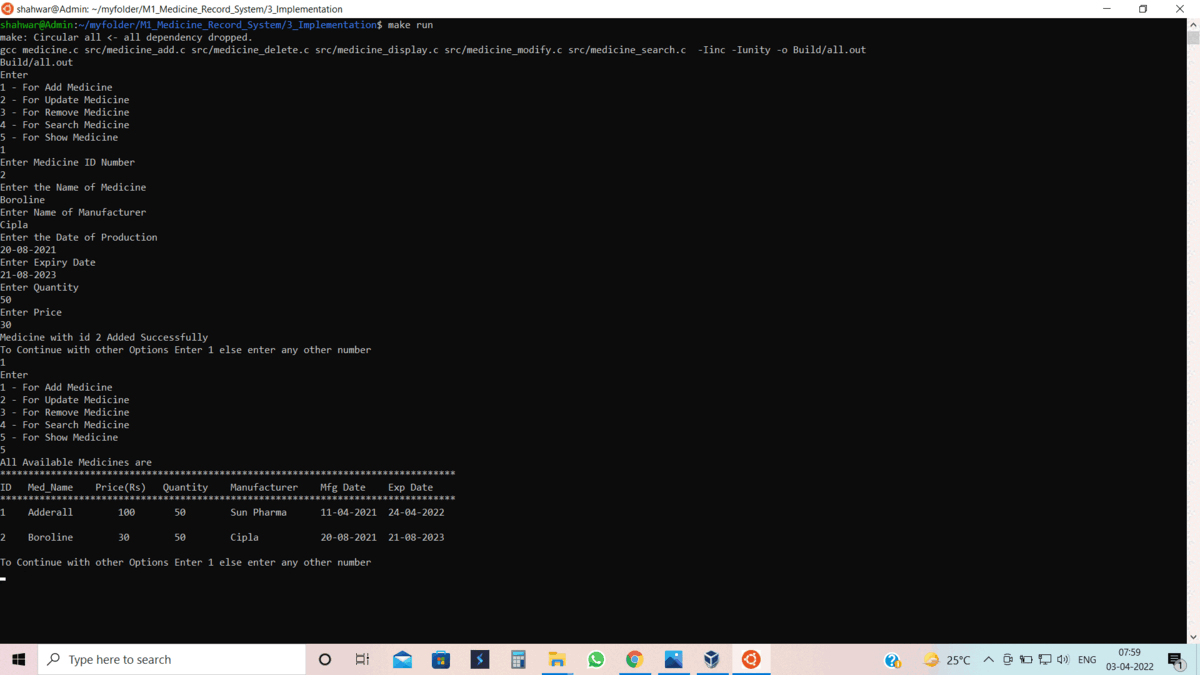 shahwar@Admin: ~/myfolder/M1_Medicine_Record_System/3_Implementation
shahwar@Admin:~/myfolder/M1_Medicine_Record_System/3_Implementation$ make run
make: Circular all <- all dependency dropped.
gcc medicine.c src/medicine_add.c src/medicine_delete.c src/medicine_display.c src/medicine_modify.c src/medicine_search.c  -Iinc -Iunity -o Build/all.out
Build/all.out
Enter
1 - For Add Medicine
2 - For Update Medicine
3 - For Remove Medicine
4 - For Search Medicine
5 - For Show Medicine
1
Enter Medicine ID Number
2
Enter the Name of Medicine
Boroline
Enter Name of Manufacturer
Cipla
Enter the Date of Production
20-08-2021
Enter Expiry Date
21-08-2023
Enter Quantity
50
Enter Price
30
Medicine with id 2 Added Successfully
To Continue with other Options Enter 1 else enter any other number
1
Enter
1 - For Add Medicine
2 - For Update Medicine
3 - For Remove Medicine
4 - For Search Medicine
5 - For Show Medicine
5
All Available Medicines are
*********************************************************************************
ID   Med_Name    Price(Rs)   Quantity    Manufacturer    Mfg Date    Exp Date
*********************************************************************************
1    Adderall        100       50        Sun Pharma      11-04-2021  24-04-2022
2    Boroline        30        50        Cipla           20-08-2021  21-08-2023
To Continue with other Options Enter 1 else enter any other number
Type here to search
25°C
ENG
07:59
03-04-2022
1